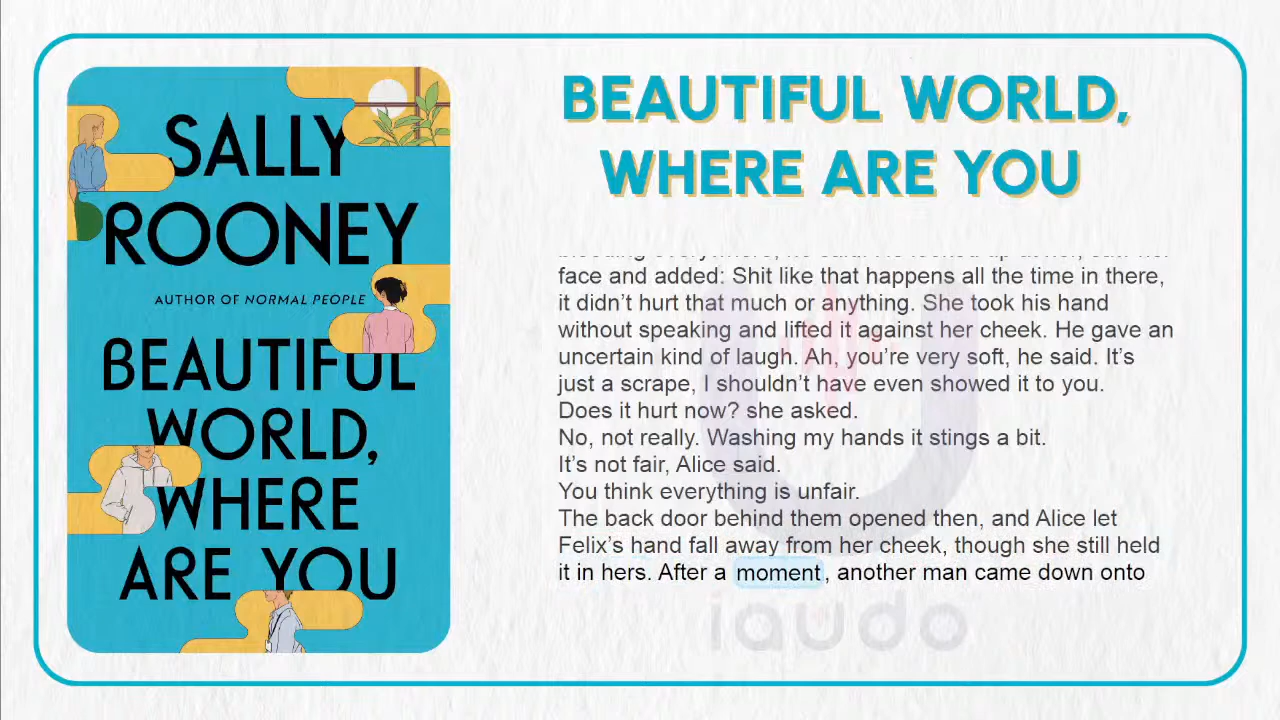 SALLY
ROONEY
AUTHOR OF NORMAL PEOPLE
BEAUTIFUL
WORLD,
WHERE
ARE YOU
BEAUTIFUL WORLD,
WHERE ARE YOU
face and added: Shit like that happens all the time in there,
it didn’t hurt that much or anything. She took his hand
without speaking and lifted it against her cheek. He gave an
uncertain kind of laugh. Ah, you’re very soft, he said. It’s
just a scrape, I shouldn’t have even showed it to you.
Does it hurt now? she asked.
No, not really. Washing my hands it stings a bit.
It’s not fair, Alice said.
You think everything is unfair.
The back door behind them opened then, and Alice let
Felix’s hand fall away from her cheek, though she still held
it in hers. After a moment, another man came down onto
iaudo